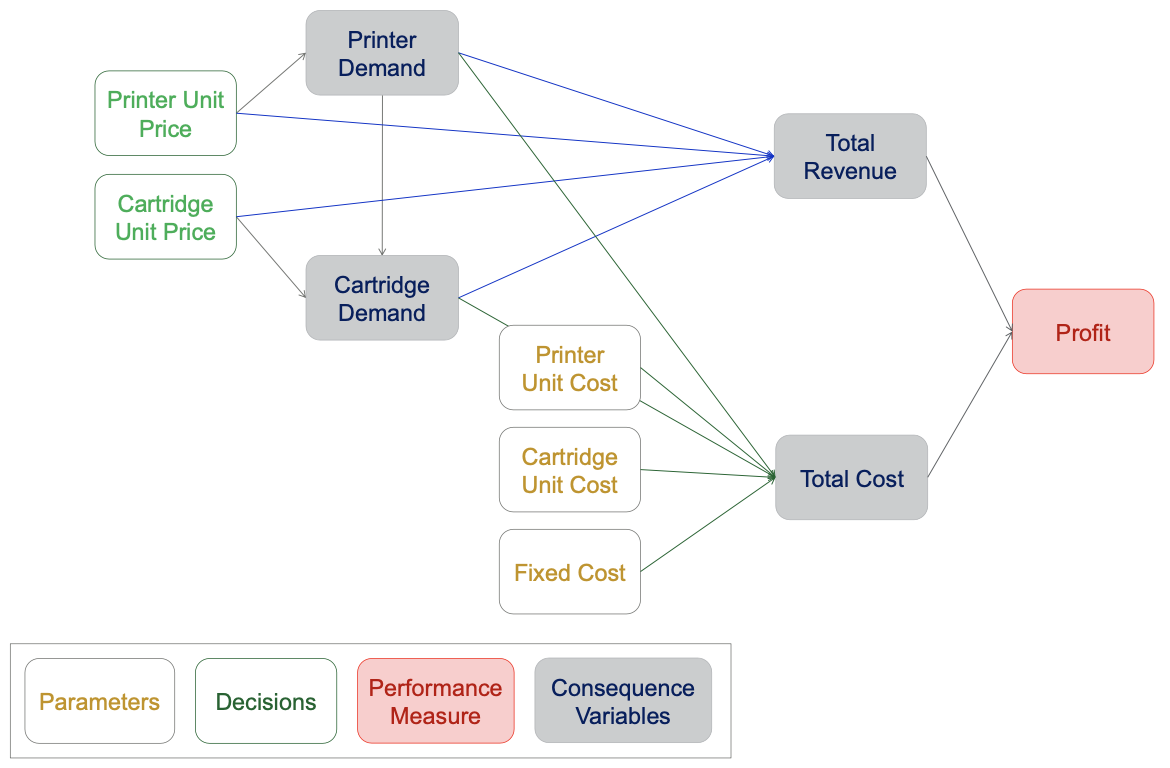 Printer
Demand
Printer Unit
Price
Total
Revenue
Cartridge
Unit Price
Cartridge
Demand
Profit
Printer
Unit Cost
Cartridge
Unit Cost
Total Cost
Fixed Cost
Parameters
Decisions
Performance
Measure
Consequence
Variables